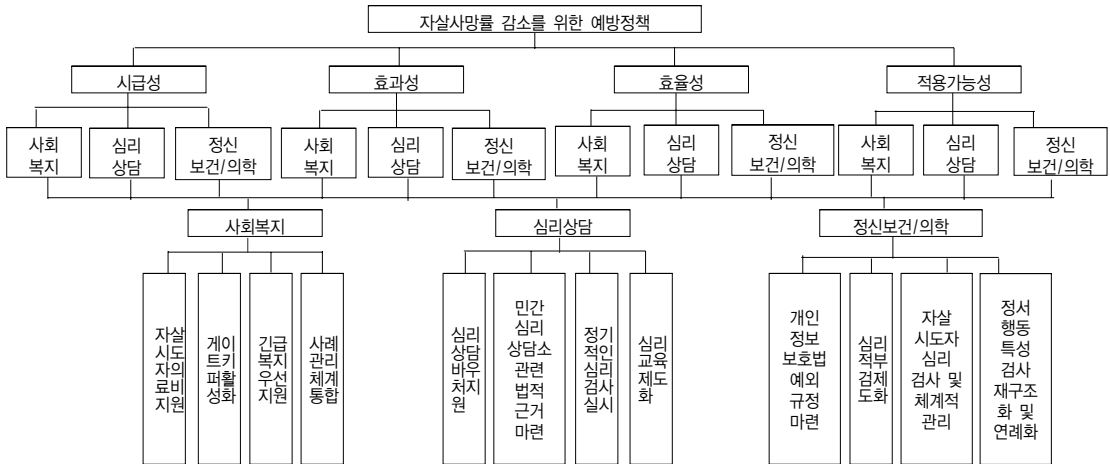 자살사망률 감소를 위한 예방정책
시급성
효과성
효율성
적용가능성
사회
복지
심리
상담
정신
보건/의학
사회
복지
심리
상담
정신
보건/의학
사회
복지
심리
상담
정신
보건/의학
사회
복지
심리
상담
정신
보건/의학
사회복지
심리상담
정신보건/의학
자살
시도
자의
료비
지원
게이
트키
퍼활
성화
긴급
복지
우선
지원
사례
관리
체계
통합
심리
상담
바우
처지
원
민간
심리
상담소
관련
법적
근거
마련
정기
적인
심리
검사
실시
심리
교육
제도
화
개인
정보
보호법
예외
규정
마련
심리
적부
검제
도화
자살
시도자
심리
검사 및
체계적
관리
정서
행동
특성
검사
재구조
화 및
연례화